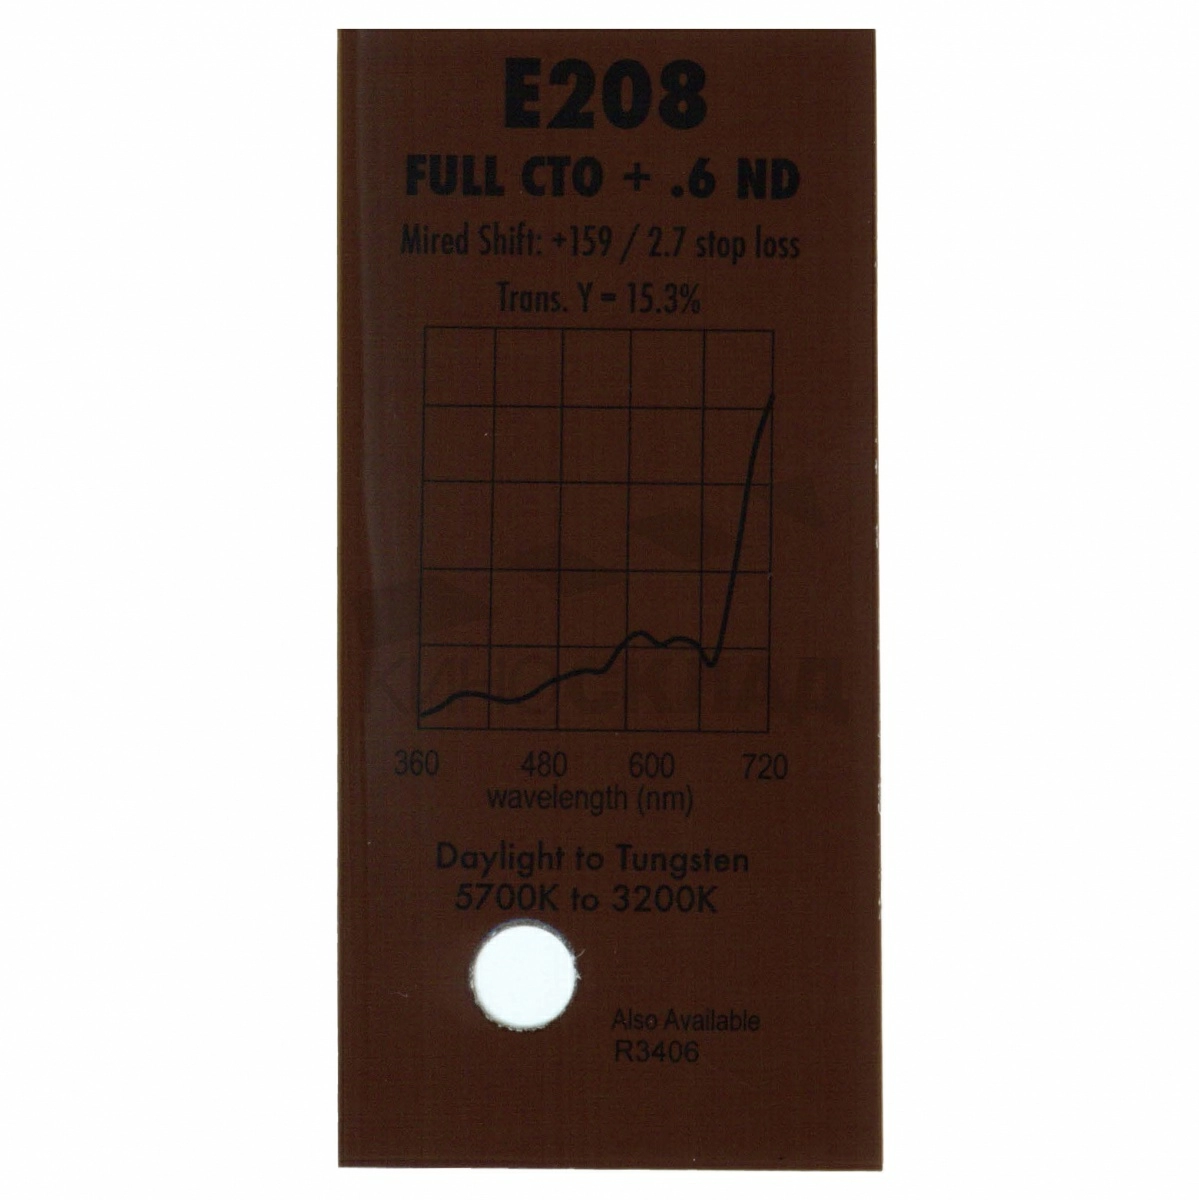 E208
FULL CTO + .6 ND
Mired Shift: +159 / 2.7 stop loss
Trans. Y = 15.3%
КИНОСКЛАД
360 480 600 720
wavelength (nm)
Daylight to Tungsten
5700K to 3200K
Also Available
R3406